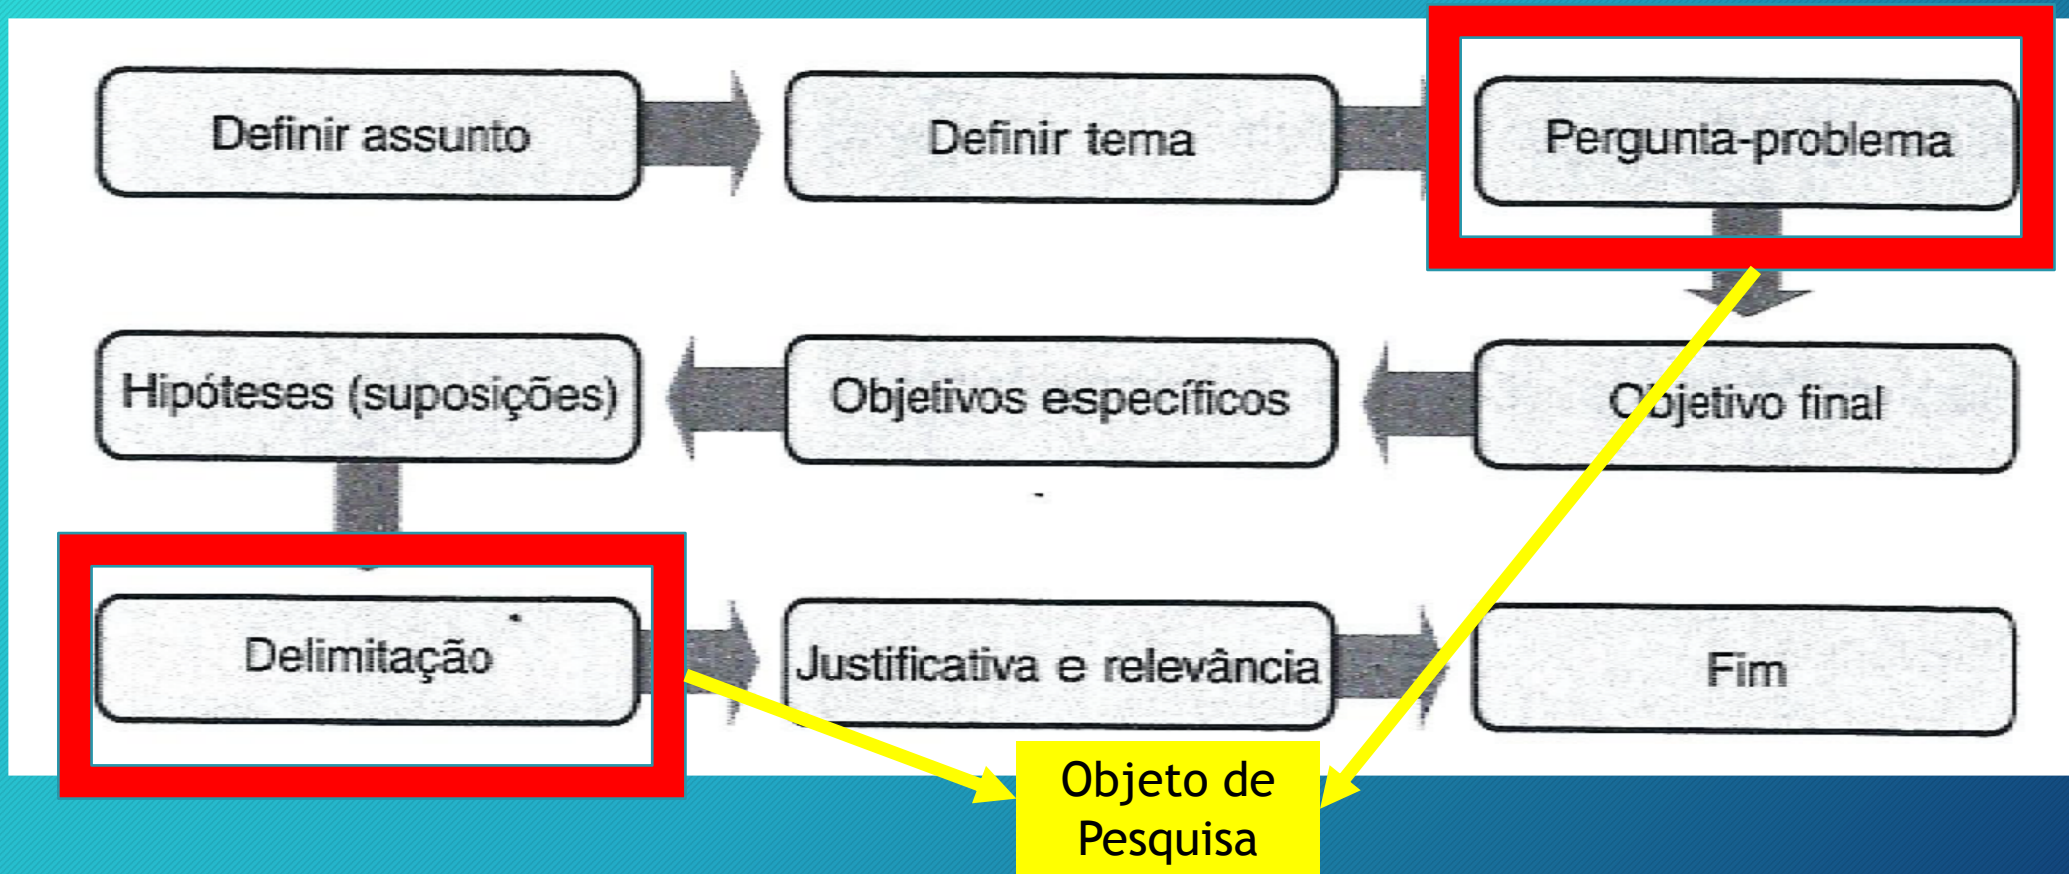 Definir assunto
Definir tema
Pergunta-problema
Hipóteses (suposições)
Objetivos específicos
Objetivo final
Delimitação
Justificativa e relevância
Fim
Objeto de
Pesquisa